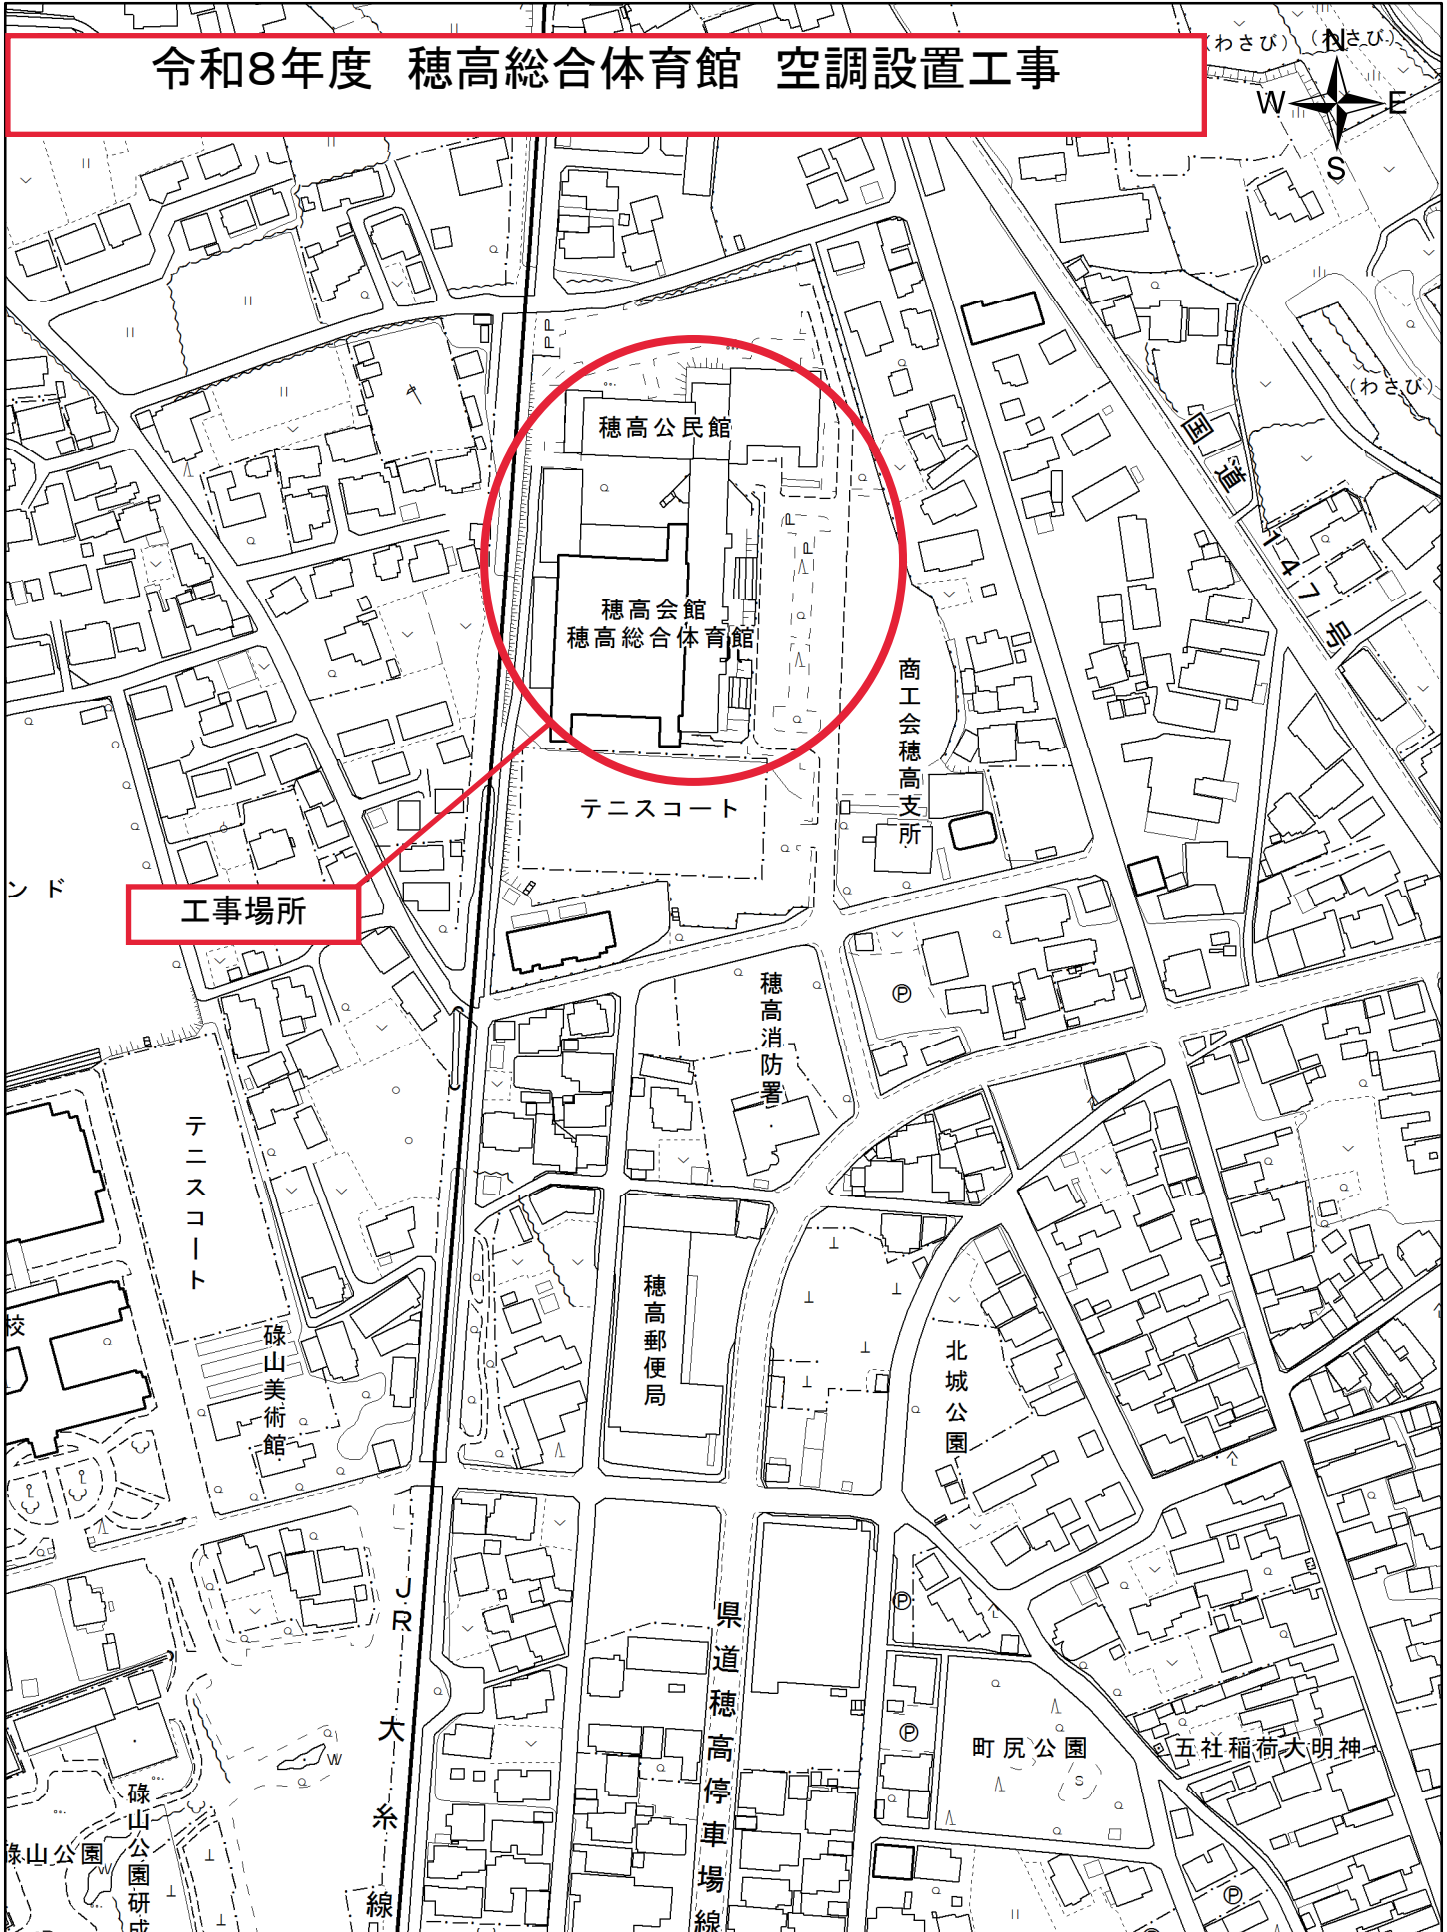 令和8年度　穂高総合体育館　空調設置工事
(わさび)
(わさび)
N
W
E
S
(わさび)
国道147号
穂高公民館
穂高会館
穂高総合体育館
商工会穂高支所
テニスコート
工事場所
ンド
穂高消防署
テニスコート
穂高郵便局
北城公園
校
碌山美術館
JR大糸線
県道穂高停車場線
町尻公園
五社稲荷大明神
碌山公園
碌山公園研成